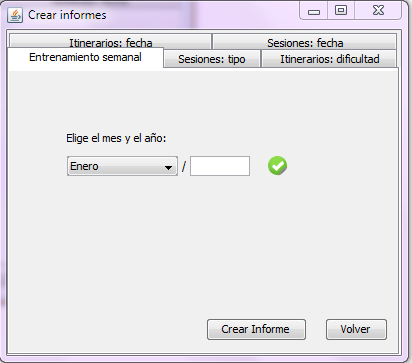 Crear informes
Itinerarios: fecha
Sesiones: fecha
Entrenamiento semanal
Sesiones: tipo
Itinerarios: dificultad
Elige el mes y el año:
Enero /
Crear Informe
Volver